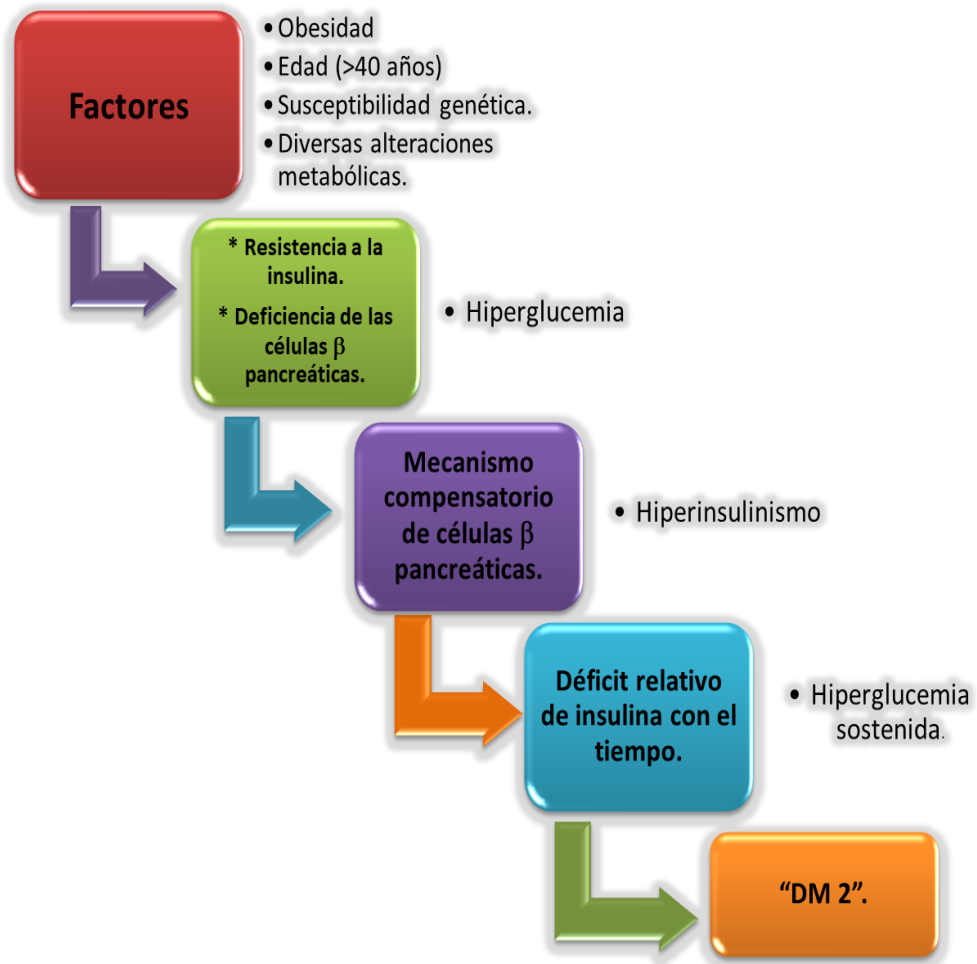 Factores
• Obesidad
• Edad (>40 años)
• Susceptibilidad genética.
• Diversas alteraciones
metabólicas.
* Resistencia a la
insulina.
* Deficiencia de las
células β
pancreáticas.
• Hiperglucemia
Mecanismo
compensatorio
de células β
pancreáticas.
• Hiperinsulinismo
Déficit relativo
de insulina con el
tiempo.
• Hiperglucemia
sostenida.
“DM 2”.